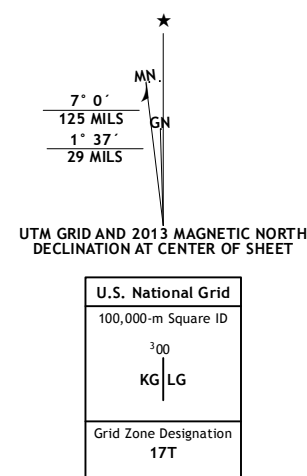 MN
7° 0´
125 MILS
GN
1° 37´
29 MILS
UTM GRID AND 2013 MAGNETIC NORTH
DECLINATION AT CENTER OF SHEET
U.S. National Grid
100,000-m Square ID
³00
KG LG
Grid Zone Designation
17T